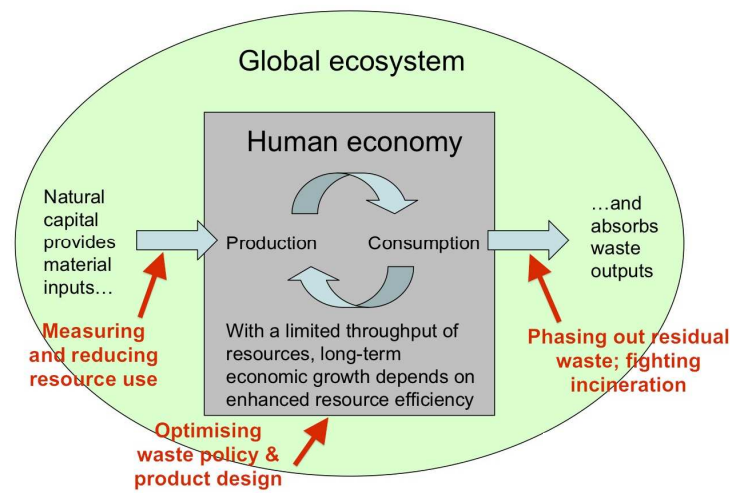 Global ecosystem
Human economy
Natural
capital
provides
material
inputs…
Production
Consumption
…and
absorbs
waste
outputs
With a limited throughput of
resources, long-term
economic growth depends on
enhanced resource efficiency
Measuring
and reducing
resource use
Phasing out residual
waste; fighting
incineration
Optimising
waste policy &
product design